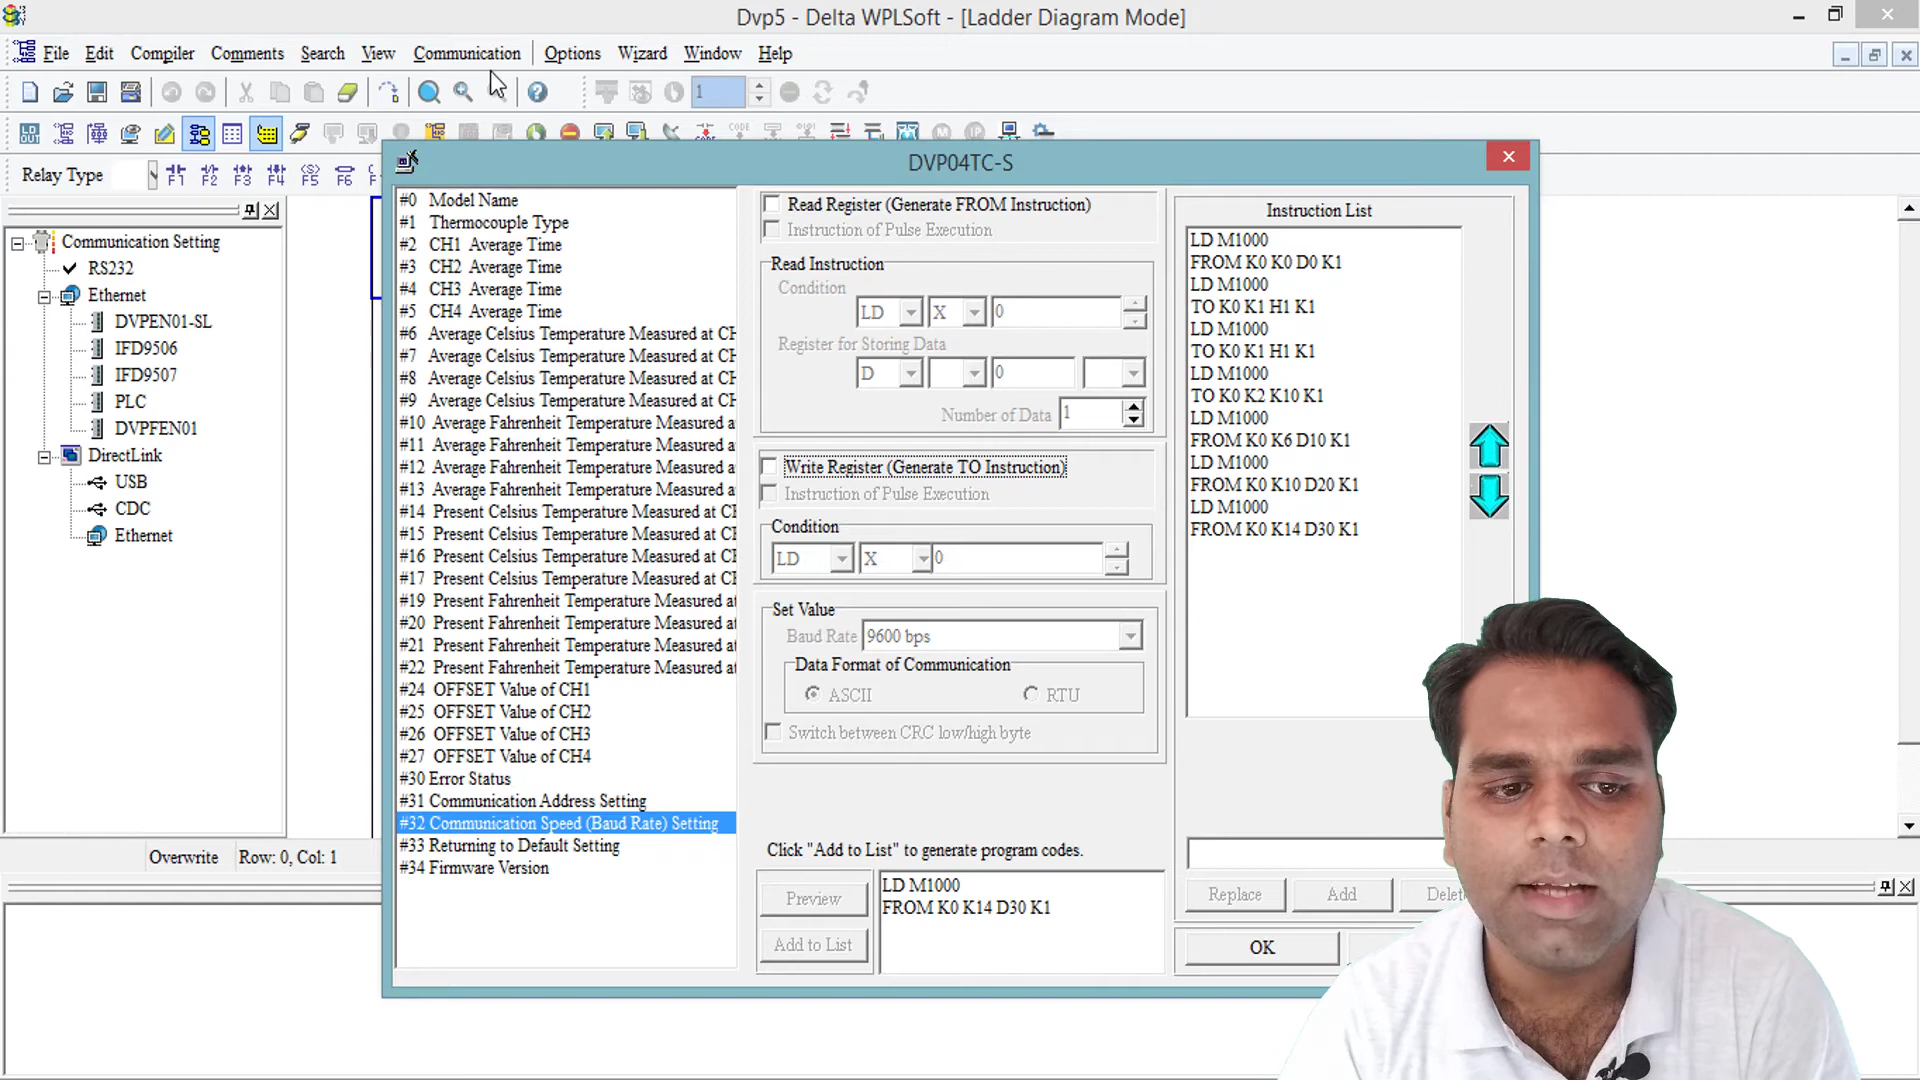 Dvp5 - Delta WPLSoft - [Ladder Diagram Mode]
File Edit Compiler Comments Search View Communication Options Wizard Window Help
1
Relay Type
F1 F2 F3 F4 F5 F6
Communication Setting
RS232
Ethernet
DVPEN01-SL
IFD9506
IFD9507
PLC
DVPFEN01
DirectLink
USB
CDC
Ethernet
Overwrite Row: 0, Col: 1
DVP04TC-S
#0 Model Name
#1 Thermocouple Type
#2 CH1 Average Time
#3 CH2 Average Time
#4 CH3 Average Time
#5 CH4 Average Time
#6 Average Celsius Temperature Measured at CH
#7 Average Celsius Temperature Measured at CH
#8 Average Celsius Temperature Measured at CH
#9 Average Celsius Temperature Measured at CH
#10 Average Fahrenheit Temperature Measured a
#11 Average Fahrenheit Temperature Measured a
#12 Average Fahrenheit Temperature Measured a
#13 Average Fahrenheit Temperature Measured a
#14 Present Celsius Temperature Measured at CH
#15 Present Celsius Temperature Measured at CH
#16 Present Celsius Temperature Measured at CH
#17 Present Celsius Temperature Measured at CH
#19 Present Fahrenheit Temperature Measured at
#20 Present Fahrenheit Temperature Measured at
#21 Present Fahrenheit Temperature Measured at
#22 Present Fahrenheit Temperature Measured at
#24 OFFSET Value of CH1
#25 OFFSET Value of CH2
#26 OFFSET Value of CH3
#27 OFFSET Value of CH4
#30 Error Status
#31 Communication Address Setting
#32 Communication Speed (Baud Rate) Setting
#33 Returning to Default Setting
#34 Firmware Version
Read Register (Generate FROM Instruction)
Instruction of Pulse Execution
Read Instruction
Condition
LD X 0
Register for Storing Data
D 0
Number of Data 1
Write Register (Generate TO Instruction)
Instruction of Pulse Execution
Condition
LD X 0
Set Value
Baud Rate 9600 bps
Data Format of Communication
ASCII RTU
Switch between CRC low/high byte
Click "Add to List" to generate program codes.
Preview
Add to List
LD M1000
FROM K0 K14 D30 K1
Instruction List
LD M1000
FROM K0 K0 D0 K1
LD M1000
TO K0 K1 H1 K1
LD M1000
TO K0 K1 H1 K1
LD M1000
TO K0 K2 K10 K1
LD M1000
FROM K0 K6 D10 K1
LD M1000
FROM K0 K10 D20 K1
LD M1000
FROM K0 K14 D30 K1
Replace Add Delete
OK